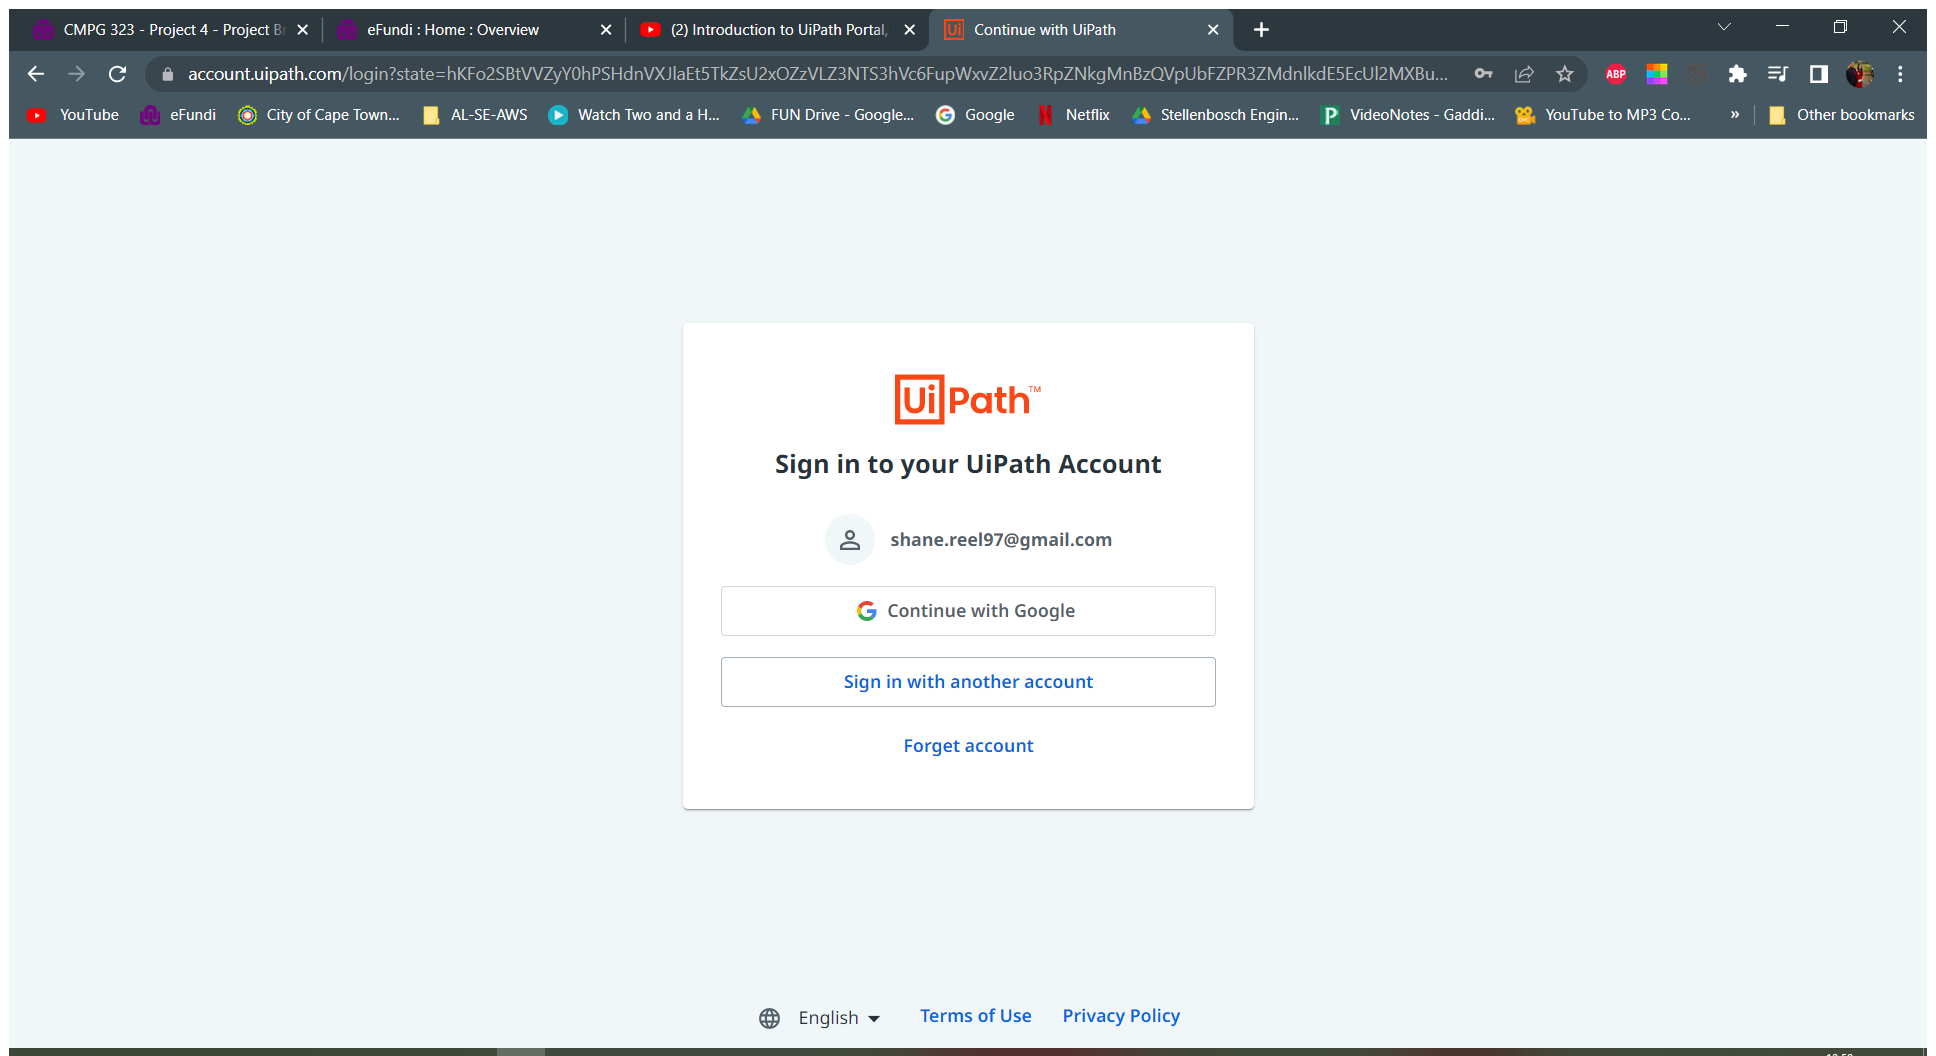 CMPG 323 - Project 4 - Project Br
eFundi : Home : Overview
(2) Introduction to UiPath Portal,
Ui Continue with UiPath
account.uipath.com/login?state=hKFo2SBtVVZyY0hPSHdnVXJlaEt5TkZsU2xOZzVLZ3NTS3hVc6FupWxvZ2luo3RpZNkgMnBzQVpUbFZPR3ZMdnlkdE5EcUl2MXBu...
ABP
YouTube
eFundi
City of Cape Town...
AL-SE-AWS
Watch Two and a H...
FUN Drive - Google...
Google
Netflix
Stellenbosch Engin...
P VideoNotes - Gaddi...
YouTube to MP3 Co...
»
Other bookmarks
UiPath™
Sign in to your UiPath Account
shane.reel97@gmail.com
Continue with Google
Sign in with another account
Forget account
English
Terms of Use
Privacy Policy